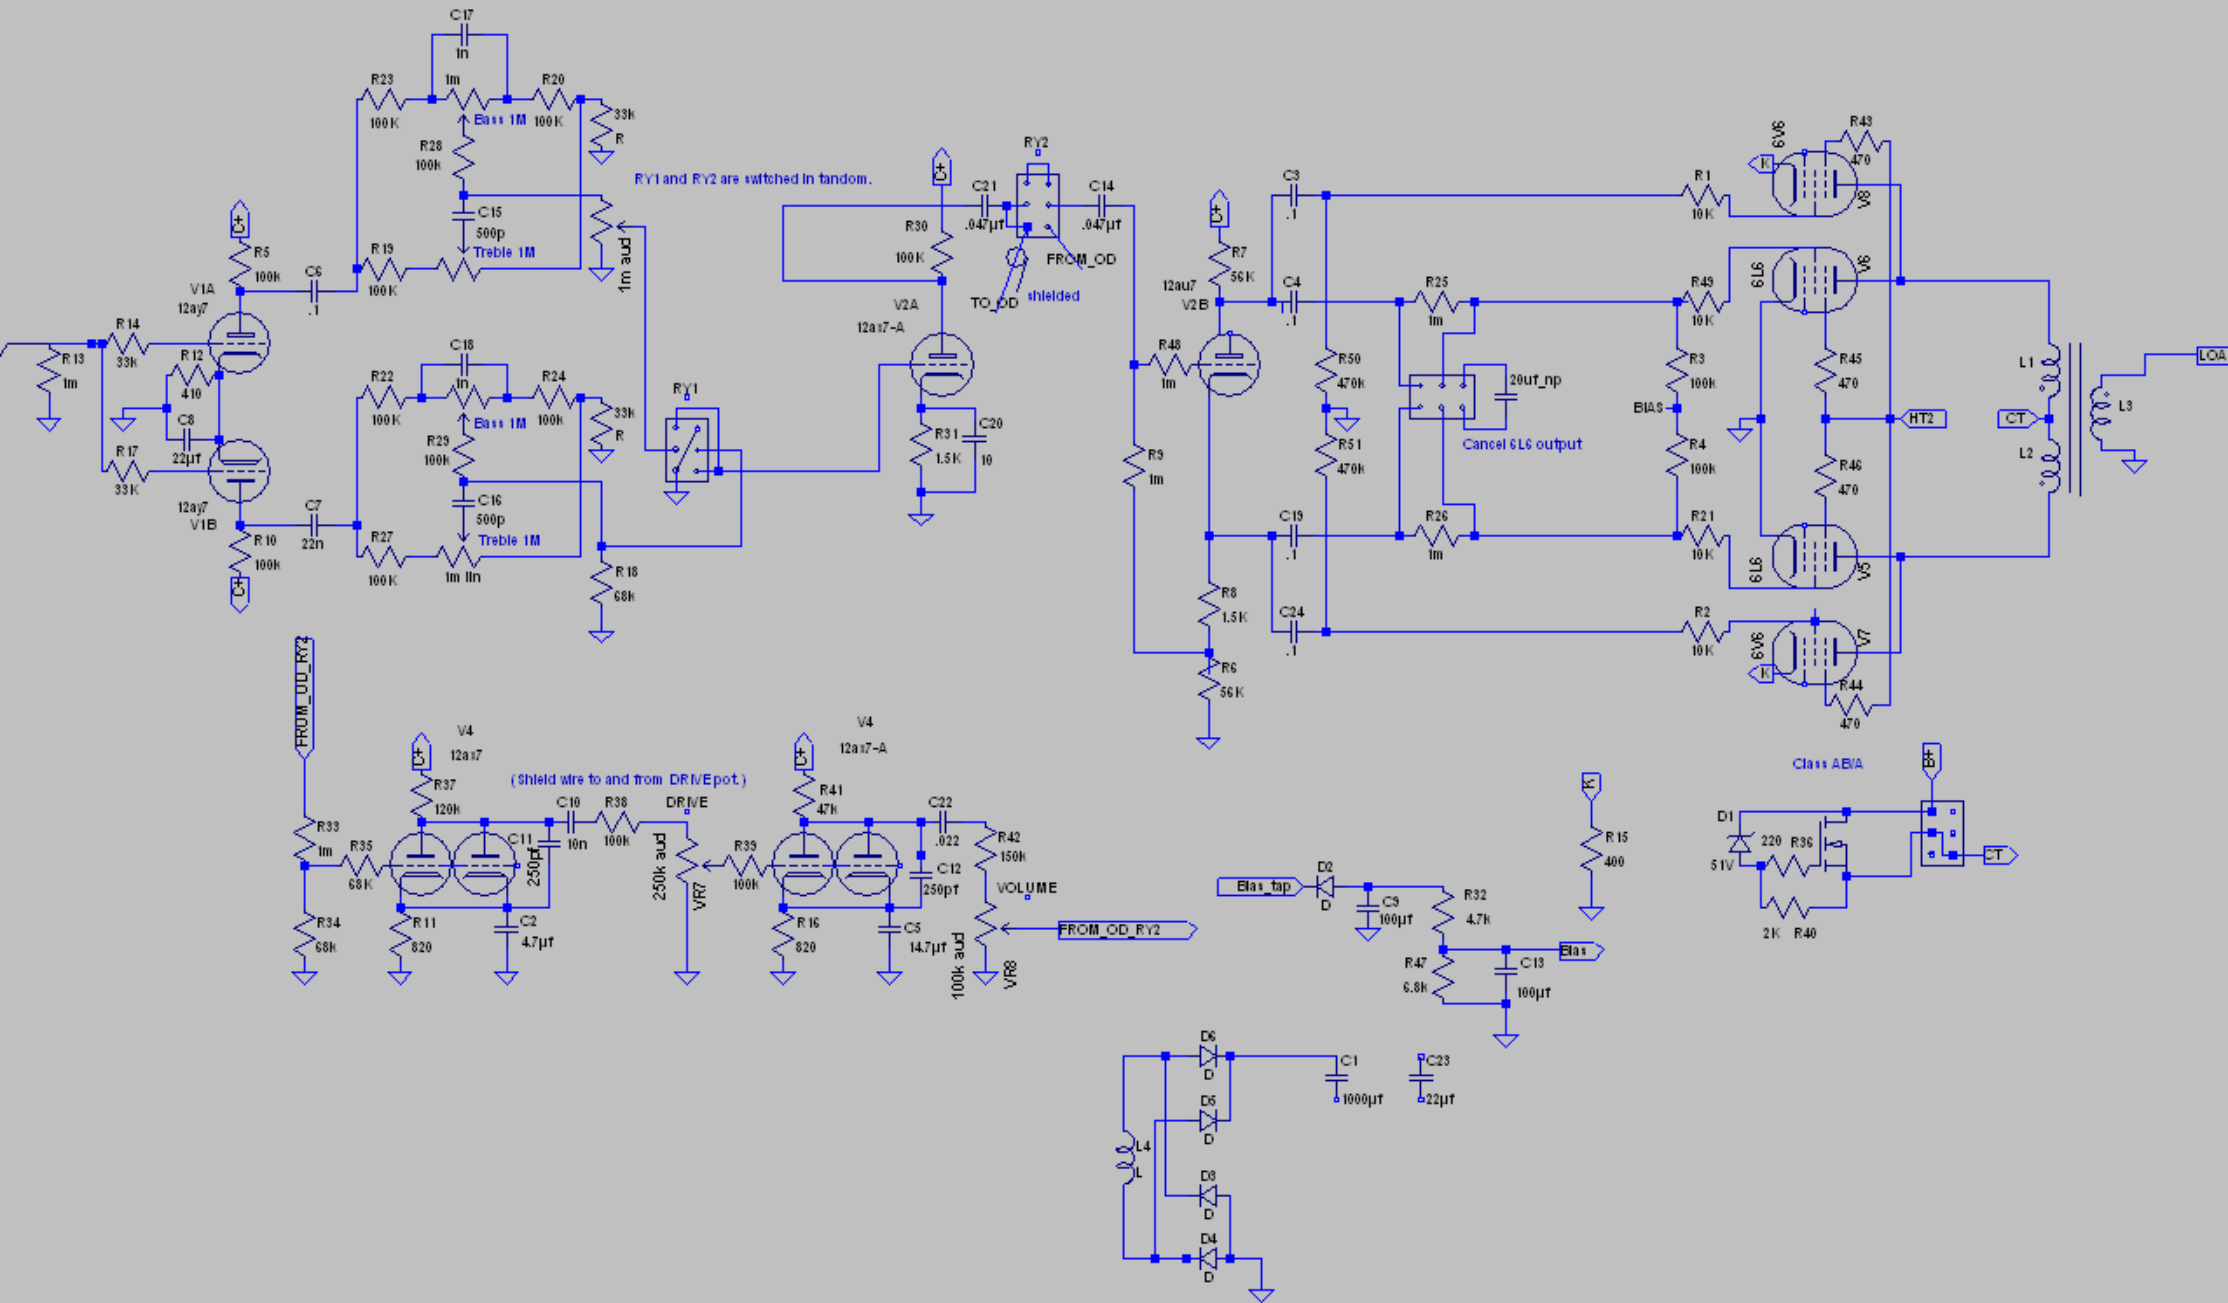 C17
1n
R23
100K
1m
Bass 1M
R20
100K
33k
R
R28
100k
C15
500p
Treble 1M
R19
100K
1m aud
RY1 and RY2 are switched in tandom.
C+
R5
100k
V1A
12ay7
C6
.1
R14
33k
R13
1m
R12
410
C8
22µf
R17
33K
12ay7
V1B
R10
100k
C+
C7
22n
R22
100K
C18
1n
Bass 1M
R24
100K
33k
R
R29
100k
C16
500p
Treble 1M
R27
100K
1m lin
R18
68k
RY1
C+
R30
100K
V2A
12ax7-A
R31
1.5K
C20
10
C21
.047µf
RY2
C14
.047µf
FROM_OD
TO_OD
shielded
C+
R7
56K
12au7
V2B
R48
1m
R9
1m
R8
1.5K
R6
56K
C3
.1
C4
.1
C19
.1
C24
.1
R25
1m
R50
470k
R51
470k
20uf_np
Cancel 6L6 output
R26
1m
R1
10K
R49
10K
R3
100k
BIAS
R4
100k
R21
10K
R2
10K
6V6
K
V8
R43
470
6L6
V6
R45
470
R46
470
HT2
6L6
V5
6V6
K
V7
R44
470
L1
CT
L2
L3
LOA
FROM_OD_RY2
R33
1m
R34
68k
R35
68K
V4
12ax7
C+
R37
120k
R11
820
C2
4.7µf
C11
250pf
(Shield wire to and from DRIVE pot.)
C10
10n
R38
100k
DRIVE
250k aud
VR7
R39
100k
V4
12ax7-A
C+
R41
47k
R16
820
C5
14.7µf
C22
.022
C12
250pf
R42
150k
VOLUME
100k aud
VR8
FROM_OD_RY2
Bias_tap
D2
D
C9
100µf
R32
4.7k
R47
6.8k
C13
100µf
Bias
K
R15
400
Class AB/A
B+
D1
51V
220
R36
2K
R40
CT
D6
D
D5
D
D3
D
D4
D
L4
L
C1
1000µf
C23
22µf